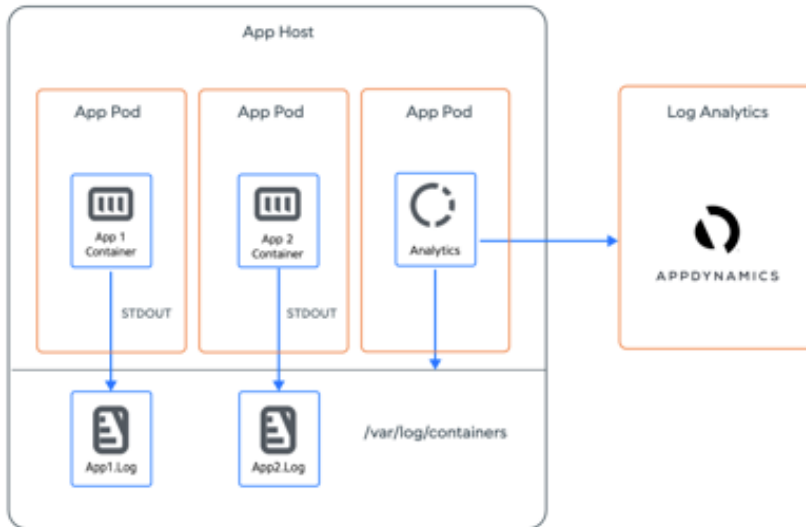 App Host
App Pod
App Pod
App Pod
Log Analytics
App 1
Container
App 2
Container
Analytics
APPDYNAMICS
STDOUT
STDOUT
App1.Log
App2.Log
/var/log/containers